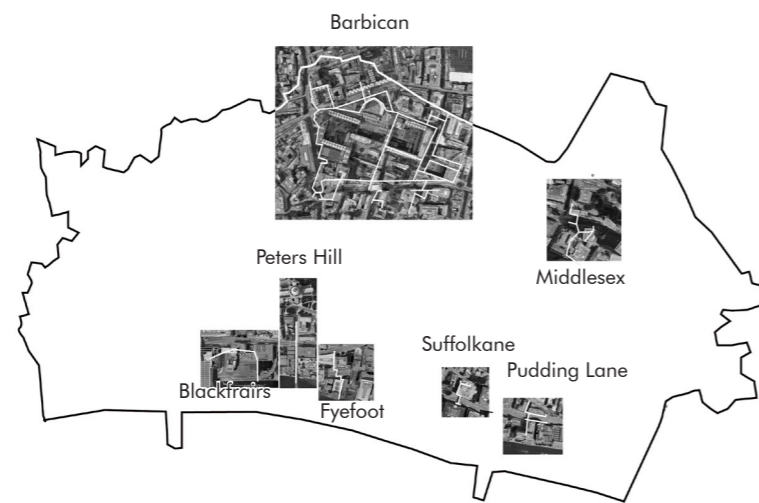 Barbican
Middlesex
Peters Hill
Suffolkane
Pudding Lane
Blackfrairs
Fyefoot